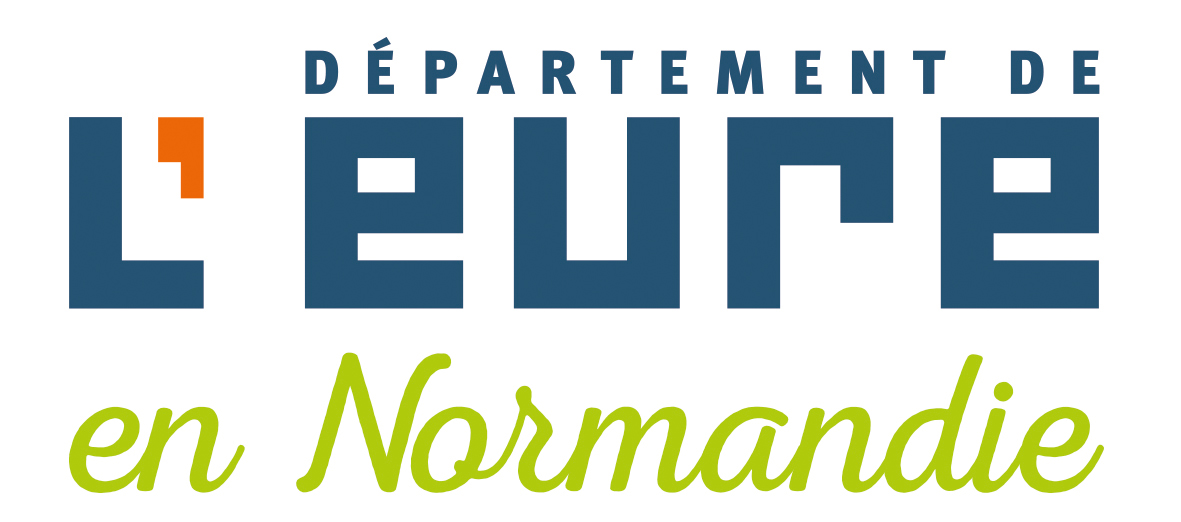 DÉPARTEMENT DE
L'eure
en Normandie